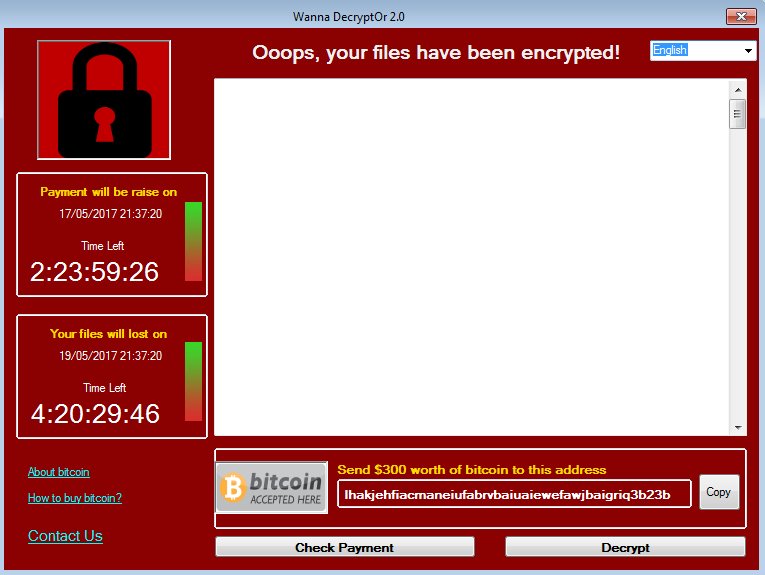 Wanna DecryptOr 2.0
Ooops, your files have been encrypted!
English
Payment will be raise on
17/05/2017 21:37:20
Time Left
2:23:59:26
Your files will lost on
19/05/2017 21:37:20
Time Left
4:20:29:46
About bitcoin
How to buy bitcoin?
Contact Us
bitcoin
ACCEPTED HERE
Send $300 worth of bitcoin to this address
lhakjehfiacmaneiufabrvbaiuaiewefawjbaigriq3b23b
Copy
Check Payment
Decrypt